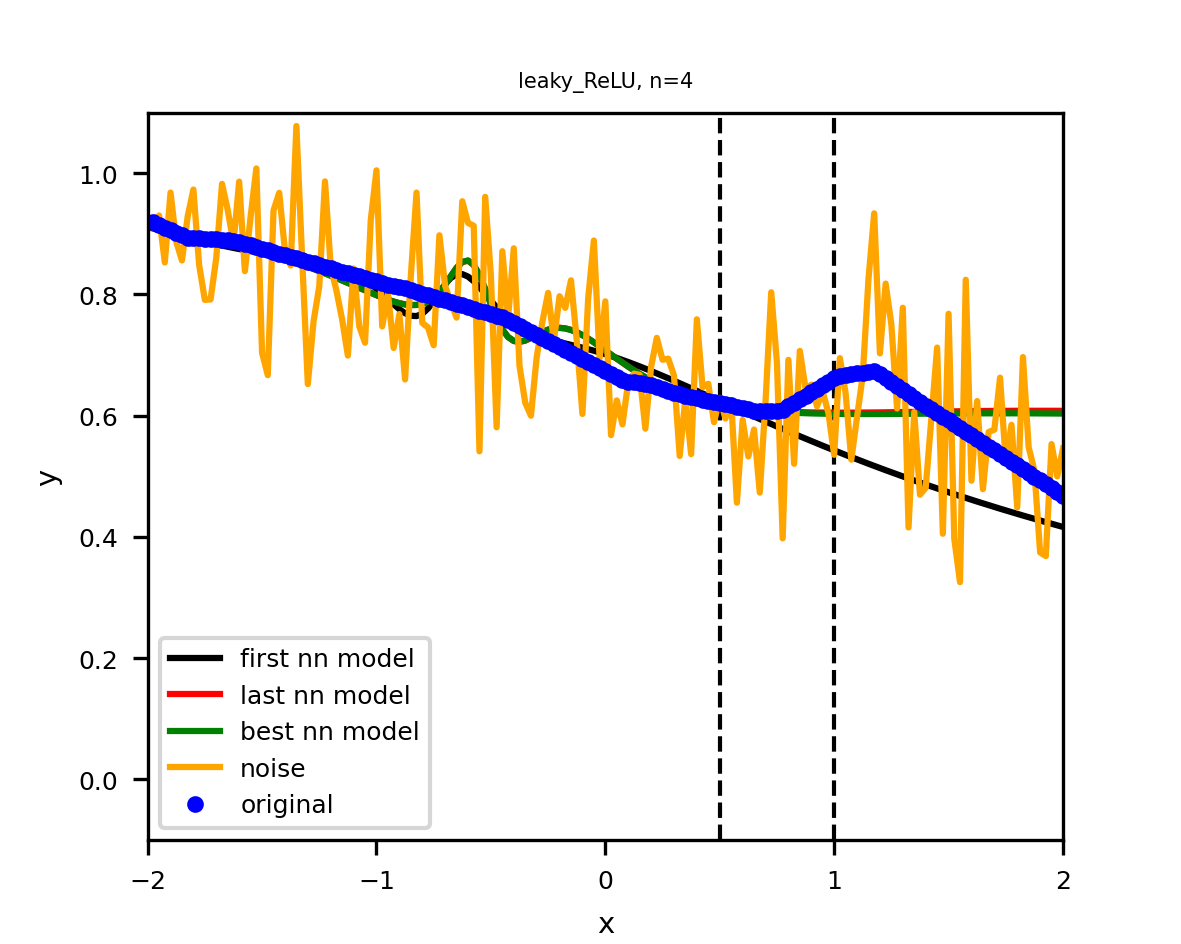 leaky_ReLU, n=4
y
1.0
0.8
0.6
0.4
0.2
0.0
first nn model
last nn model
best nn model
noise
original
−2
−1
0
1
2
x